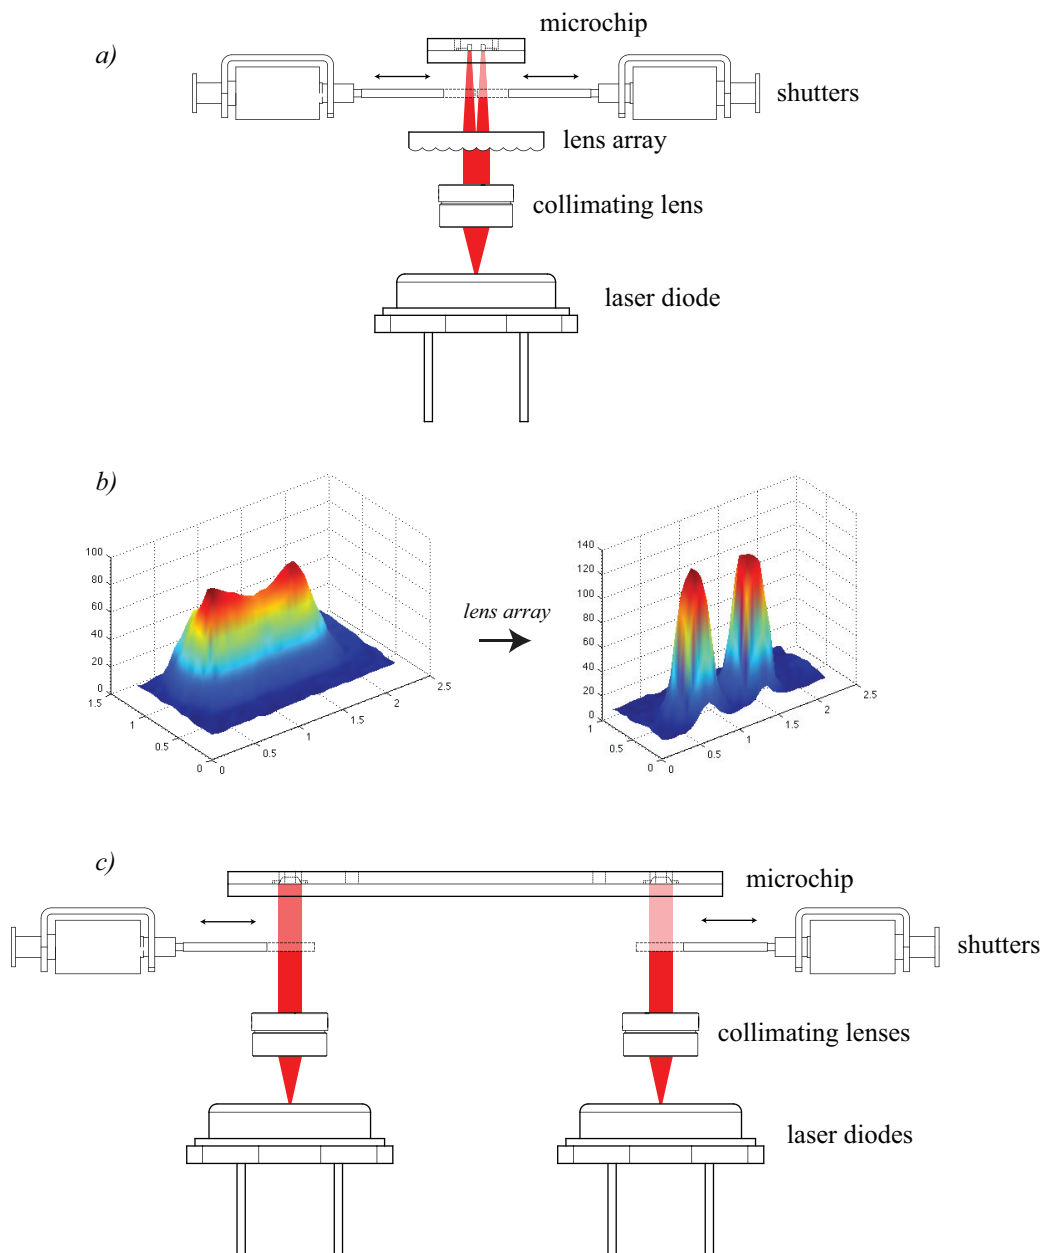 a)
microchip
shutters
lens array
collimating lens
laser diode
b)
100
80
60
40
20
0
1.5
1
0.5
0
0
0.5
1
1.5
2
2.5
lens array
140
120
100
80
60
40
20
0
1
0.5
0
0
0.5
1
1.5
2
2.5
c)
microchip
shutters
collimating lenses
laser diodes